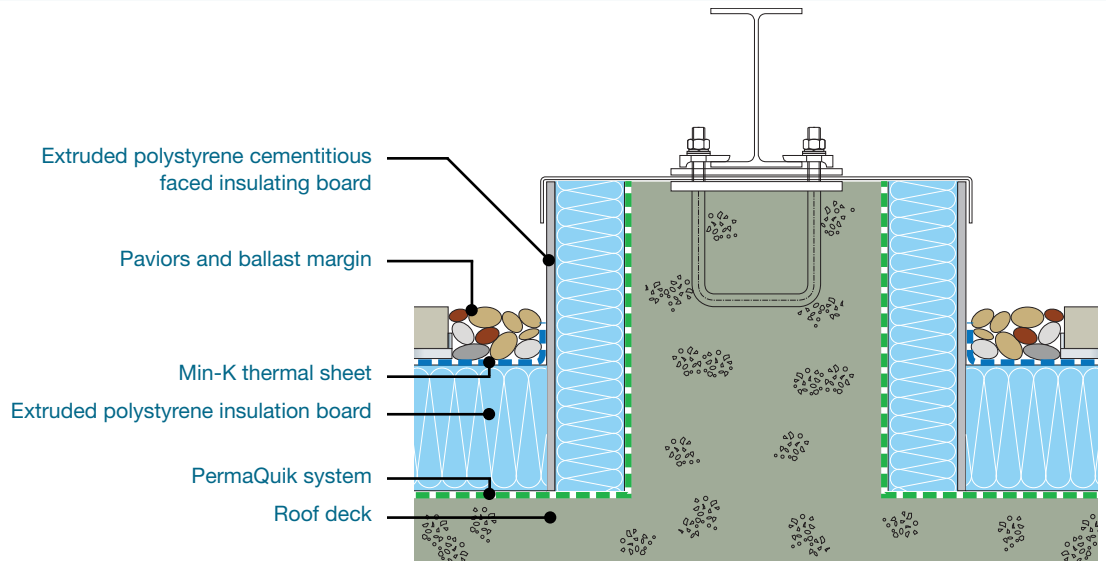 Extruded polystyrene cementitious
faced insulating board
Paviors and ballast margin
Min-K thermal sheet
Extruded polystyrene insulation board
PermaQuik system
Roof deck